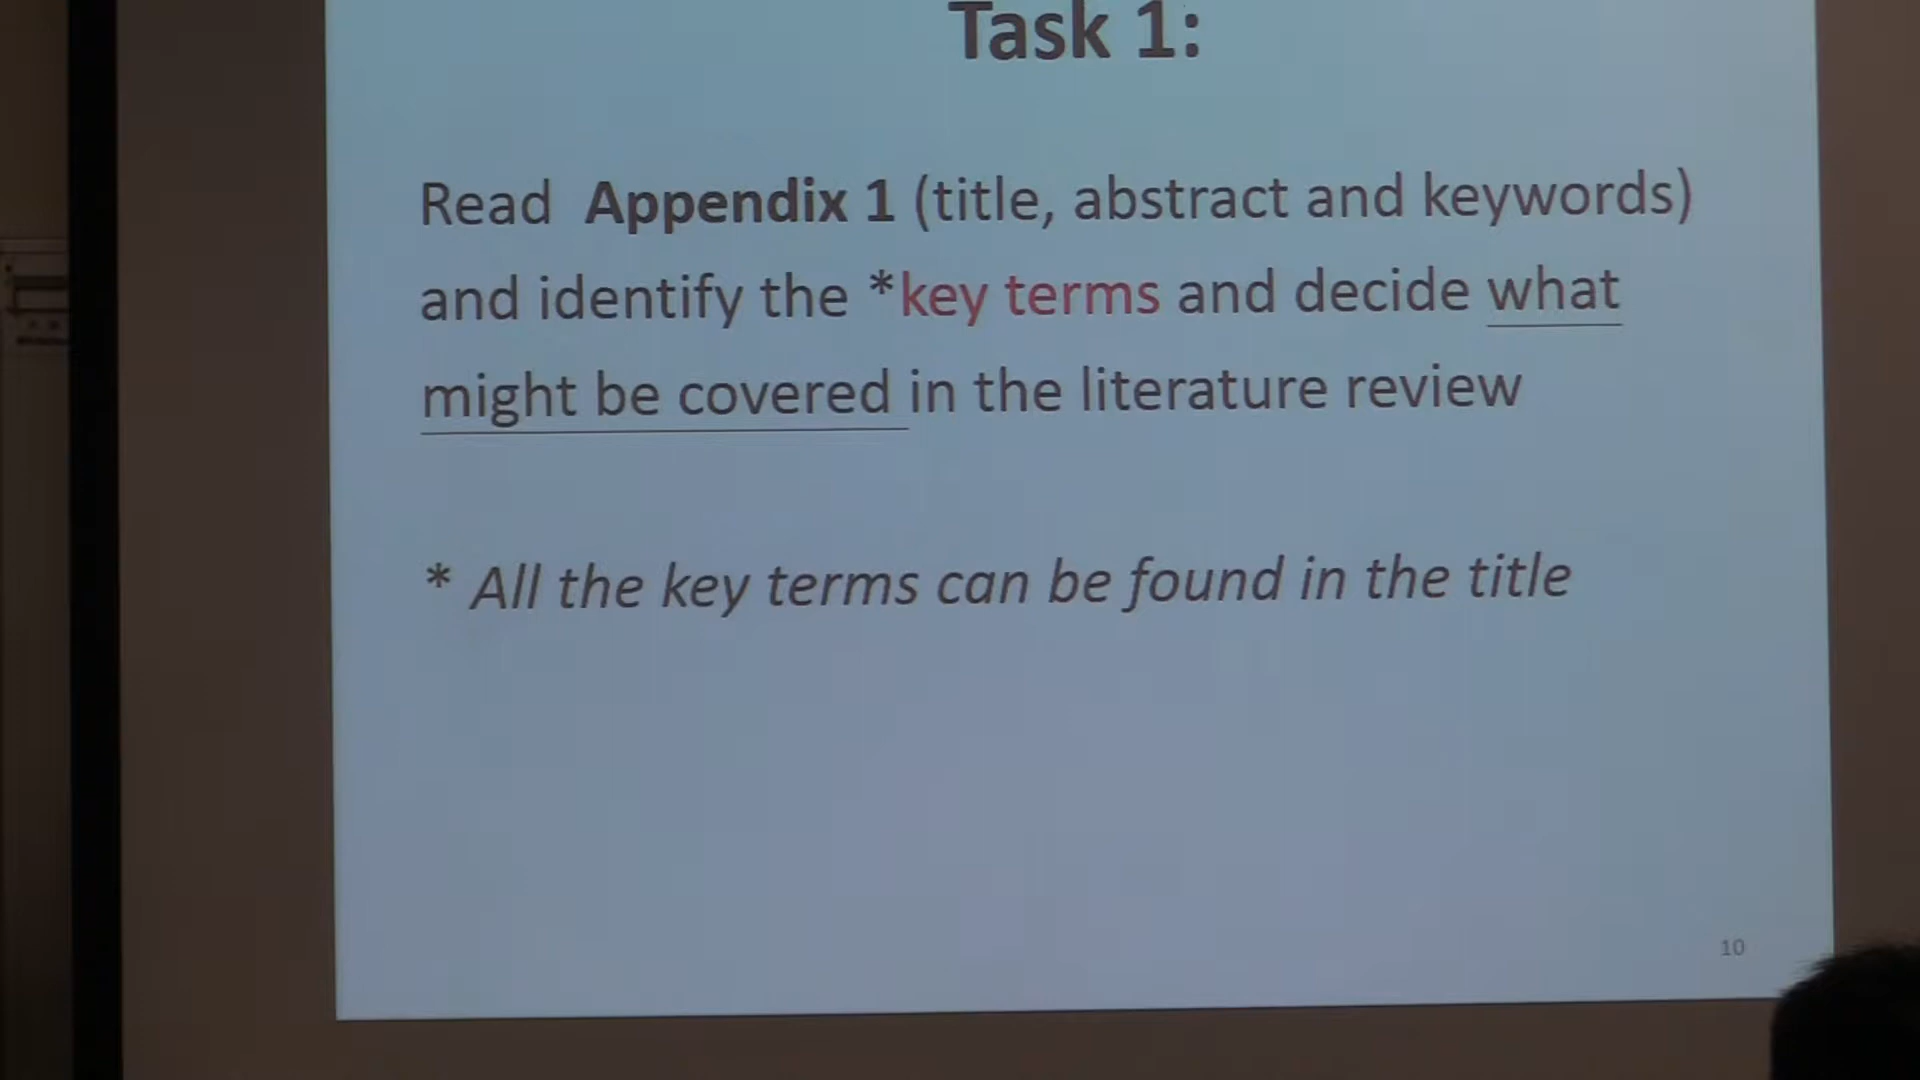 Task 1:
Read Appendix 1 (title, abstract and keywords)
and identify the *key terms and decide what
might be covered in the literature review
* All the key terms can be found in the title
10